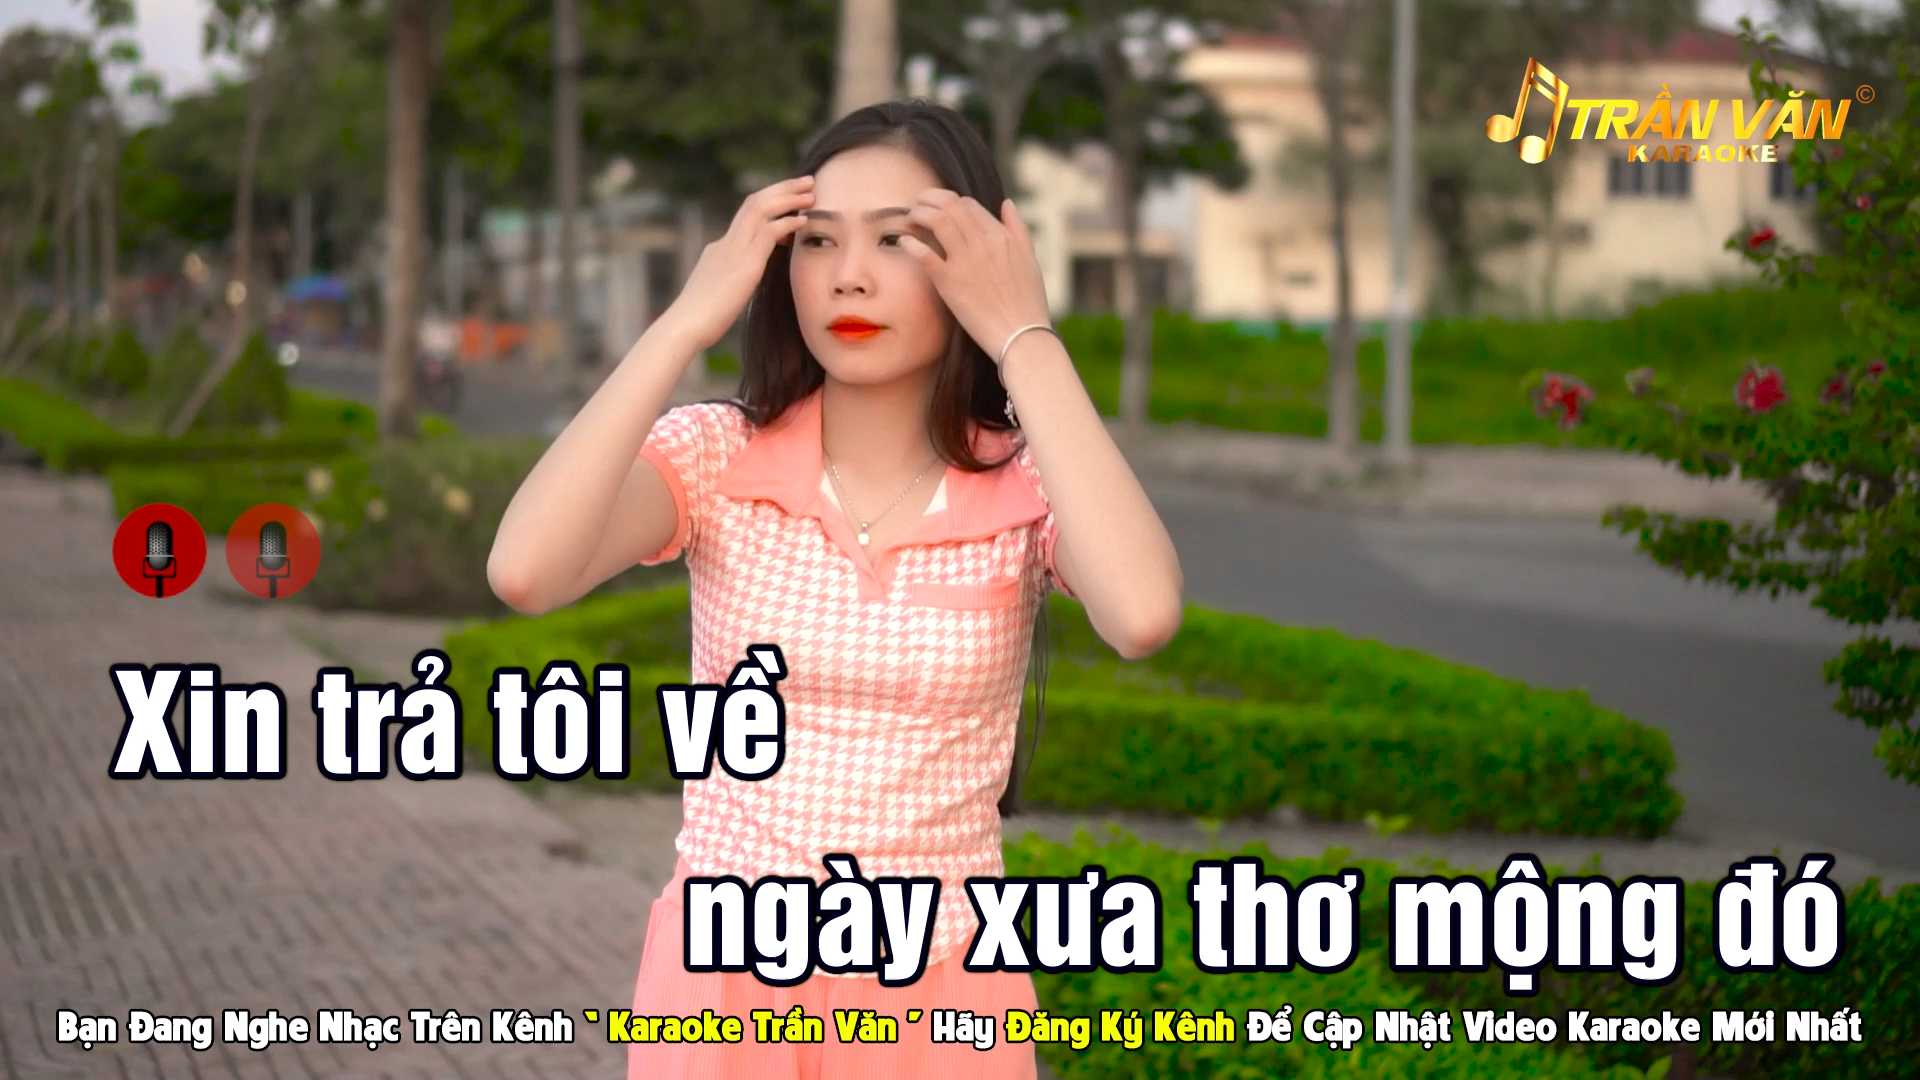 TRẦN VĂN ©
KARAOKE
Xin trả tôi về
ngày xưa thơ mộng đó
Bạn Đang Nghe Nhạc Trên Kênh ` Karaoke Trần Văn ' Hãy Đăng Ký Kênh Để Cập Nhật Video Karaoke Mới Nhất